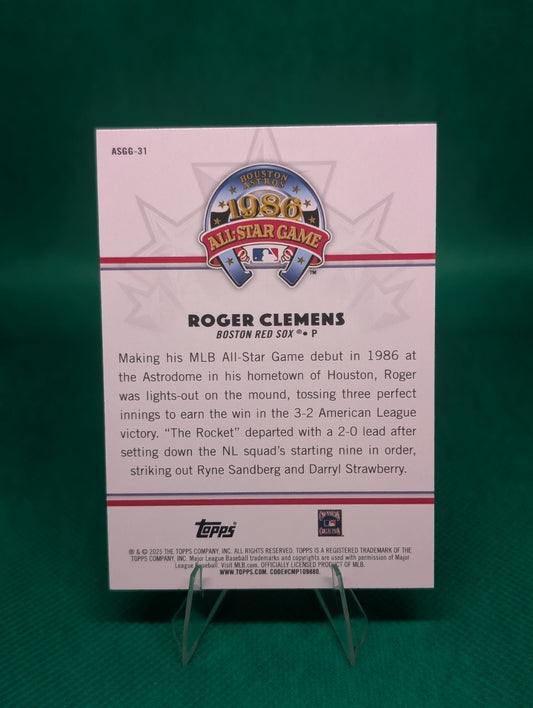 ASGG-31
HOUSTON
ASTROS
1986
ALL-STAR GAME
™
ROGER CLEMENS
BOSTON RED SOX ® • P
Making his MLB All-Star Game debut in 1986 at
the Astrodome in his hometown of Houston, Roger
was lights-out on the mound, tossing three perfect
innings to earn the win in the 3-2 American League
victory. “The Rocket” departed with a 2-0 lead after
setting down the NL squad’s starting nine in order,
striking out Ryne Sandberg and Darryl Strawberry.
Topps®
COOPERSTOWN
COLLECTION
® & © 2025 THE TOPPS COMPANY, INC. ALL RIGHTS RESERVED. TOPPS IS A REGISTERED TRADEMARK OF THE
TOPPS COMPANY, INC. Major League Baseball trademarks and copyrights are used with permission of Major
League Baseball. Visit MLB.com. OFFICIALLY LICENSED PRODUCT OF MLB.
WWW.TOPPS.COM. CODE#CMP109880.